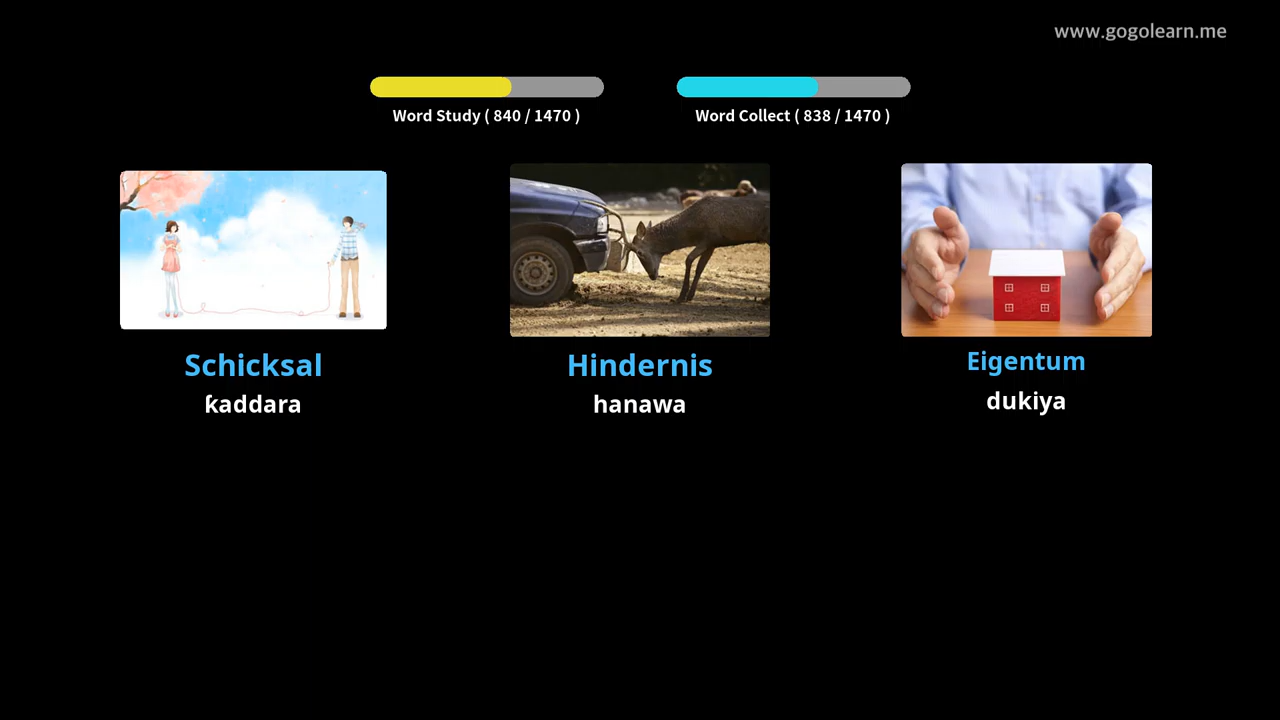 www.gogolearn.me
Word Study ( 840 / 1470 )
Word Collect ( 838 / 1470 )
Schicksal
ƙaddara
Hindernis
hanawa
Eigentum
dukiya